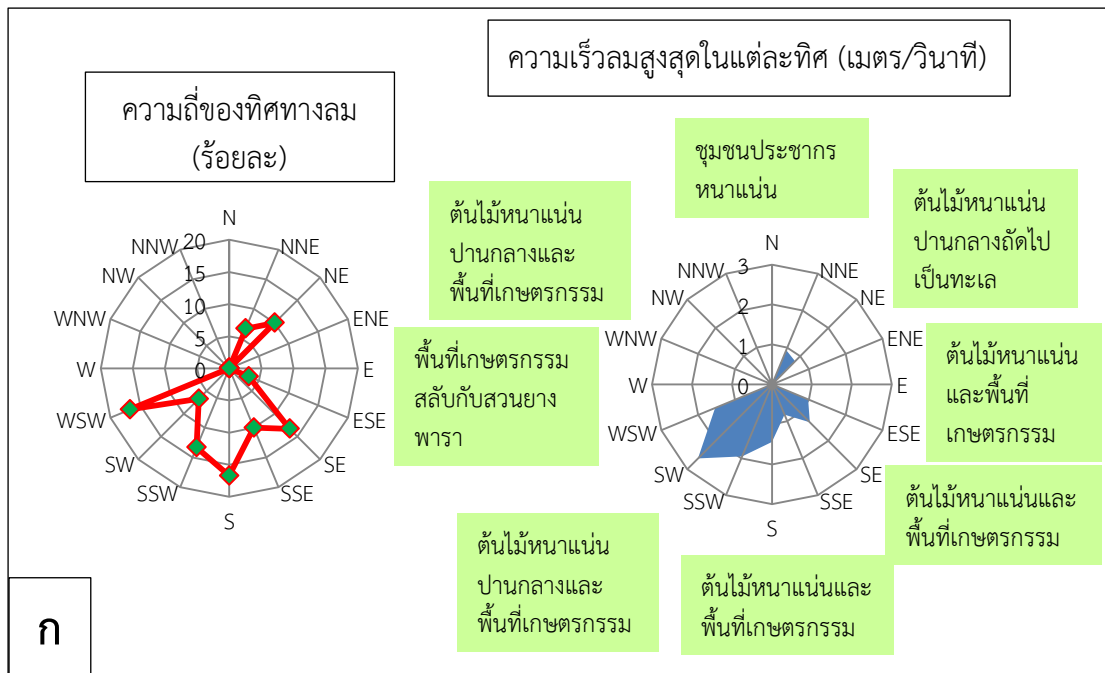 ความเร็วลมสูงสุดในแต่ละทิศ (เมตร/วินาที)
ความถี่ของทิศทางลม
(ร้อยละ)
ชุมชนประชากร
หนาแน่น
ต้นไม้หนาแน่น
ปานกลางและ
พื้นที่เกษตรกรรม
ต้นไม้หนาแน่น
ปานกลางถัดไป
เป็นทะเล
พื้นที่เกษตรกรรม
สลับกับสวนยาง
พารา
ต้นไม้หนาแน่น
และพื้นที่
เกษตรกรรม
ต้นไม้หนาแน่นและ
พื้นที่เกษตรกรรม
ต้นไม้หนาแน่น
ปานกลางและ
พื้นที่เกษตรกรรม
ต้นไม้หนาแน่นและ
พื้นที่เกษตรกรรม
N
NNE
NE
ENE
E
ESE
SE
SSE
S
SSW
SW
WSW
W
WNW
NW
NNW
20
15
10
5
0
N
NNE
NE
ENE
E
ESE
SE
SSE
S
SSW
SW
WSW
W
WNW
NW
NNW
3
2
1
0
ก